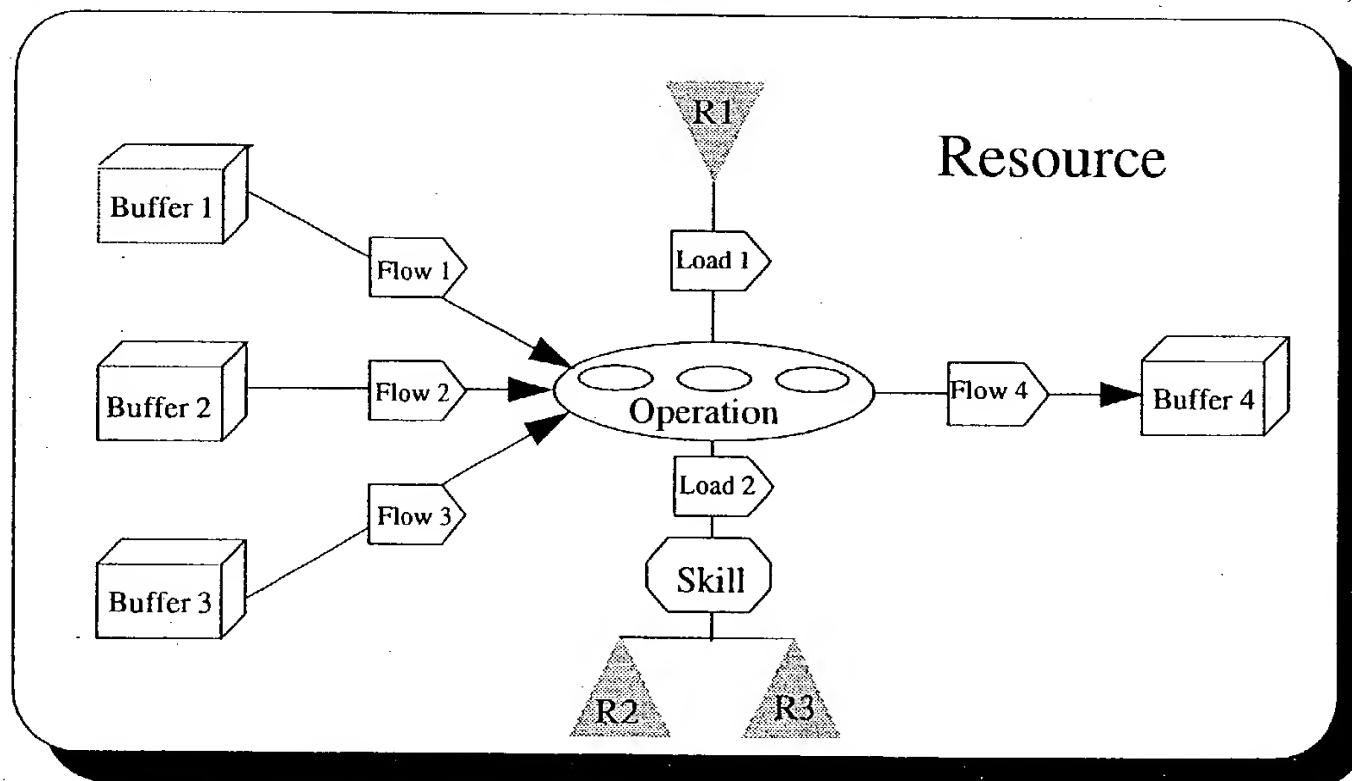 R1
Resource
Buffer 1
Flow 1
Load 1
Buffer 2
Flow 2
Operation
Flow 4
Buffer 4
Load 2
Flow 3
Skill
Buffer 3
R2
R3